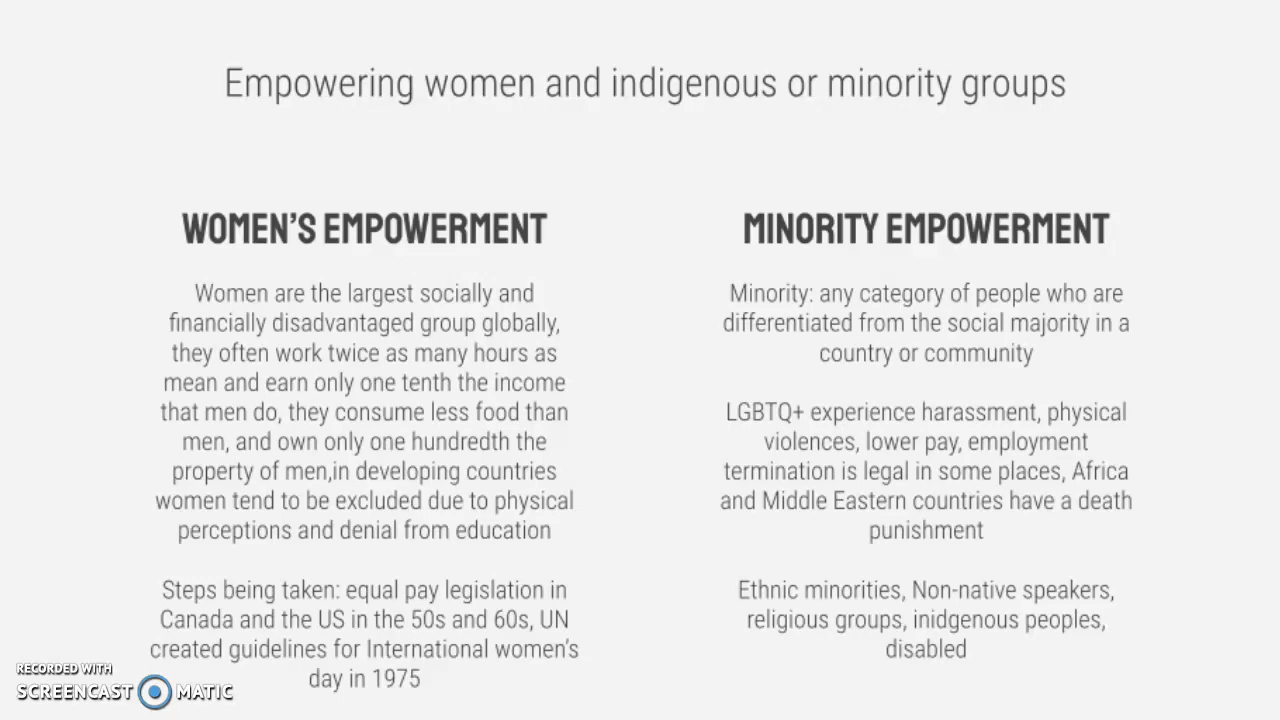 Empowering women and indigenous or minority groups
WOMEN'S EMPOWERMENT
Women are the largest socially and
financially disadvantaged group globally,
they often work twice as many hours as
mean and earn only one tenth the income
that men do, they consume less food than
men, and own only one hundredth the
property of men,in developing countries
women tend to be excluded due to physical
perceptions and denial from education
Steps being taken: equal pay legislation in
Canada and the US in the 50s and 60s, UN
created guidelines for International women's
day in 1975
MINORITY EMPOWERMENT
Minority: any category of people who are
differentiated from the social majority in a
country or community
LGBTQ+ experience harassment, physical
violences, lower pay, employment
termination is legal in some places, Africa
and Middle Eastern countries have a death
punishment
Ethnic minorities, Non-native speakers,
religious groups, inidgenous peoples,
disabled
RECORDED WITH
SCREENCAST MATIC